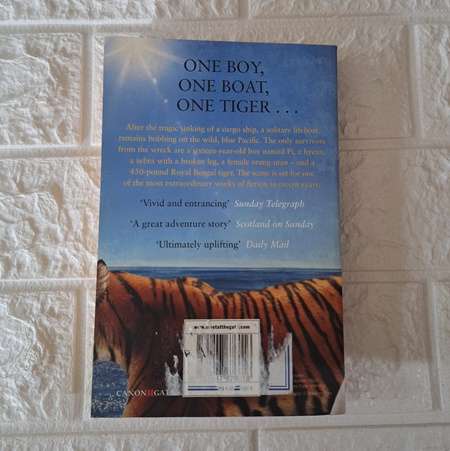 ONE BOY,
ONE BOAT,
ONE TIGER . . .
After the tragic sinking of a cargo ship, a solitary lifeboat
remains bobbing on the wild, blue Pacific. The only survivors
from the wreck are a sixteen-year-old boy named Pi, a hyena,
a zebra with a broken leg, a female orang-utan – and a
450-pound Royal Bengal tiger. The scene is set for one
of the most extraordinary works of fiction in recent years.
‘Vivid and entrancing’ Sunday Telegraph
‘A great adventure story’ Scotland on Sunday
‘Ultimately uplifting’ Daily Mail
CANONGAT